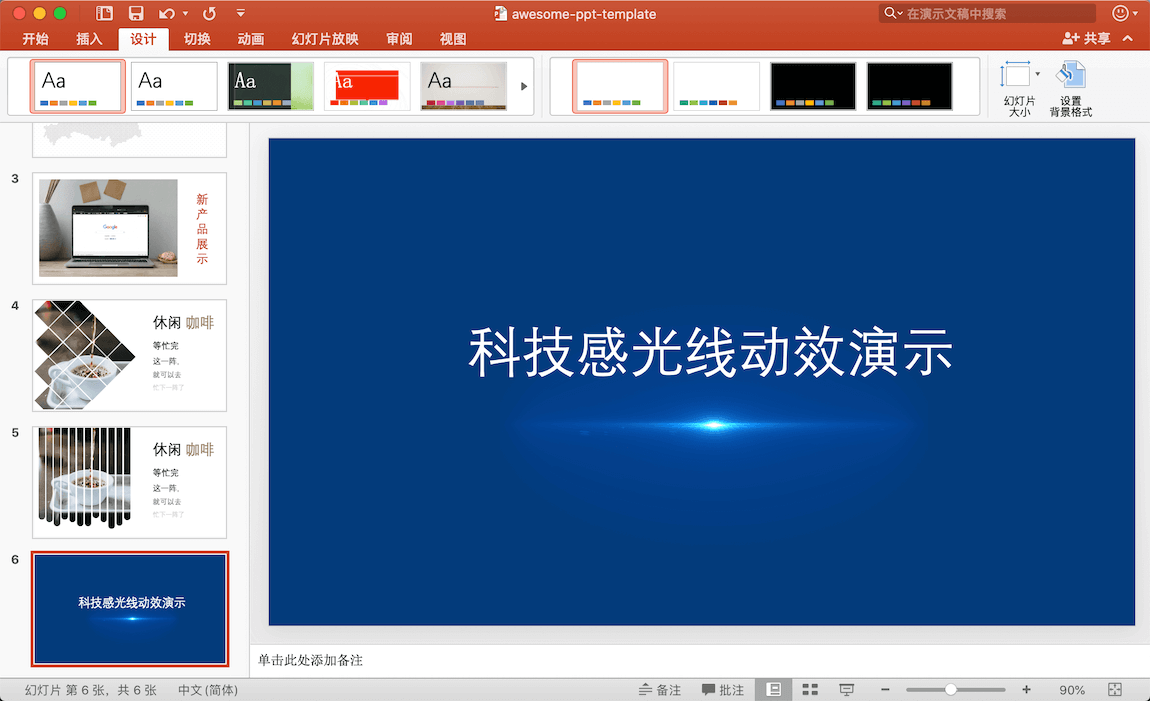 awesome-ppt-template
在演示文稿中搜索
开始 插入 设计 切换 动画 幻灯片放映 审阅 视图
共享
Aa Aa Aa Aa Aa
幻灯片
大小
设置
背景格式
3
Google
新
产
品
展
示
4
休闲 咖啡
等忙完
这一阵,
就可以去
忙下一阵了
5
休闲 咖啡
等忙完
这一阵,
就可以去
忙下一阵了
6
科技感光线动效演示
科技感光线动效演示
单击此处添加备注
幻灯片 第 6 张，共 6 张 中文(简体)
备注 批注
90%